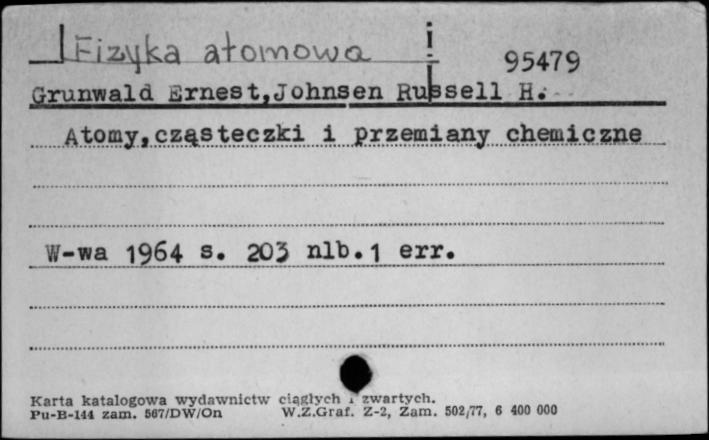 Fizyka atomowa i 95479
Grunwald Ernest,Johnsen Russell H.
Atomy,cząsteczki i przemiany chemiczne
W-wa 1964 s. 203 nlb.1 err.
Karta katalogowa wydawnictw ciągłych i zwartych.
Pu-B-144 zam. 567/DW/On W.Z.Graf. Z-2, Zam. 502/77, 6 400 000